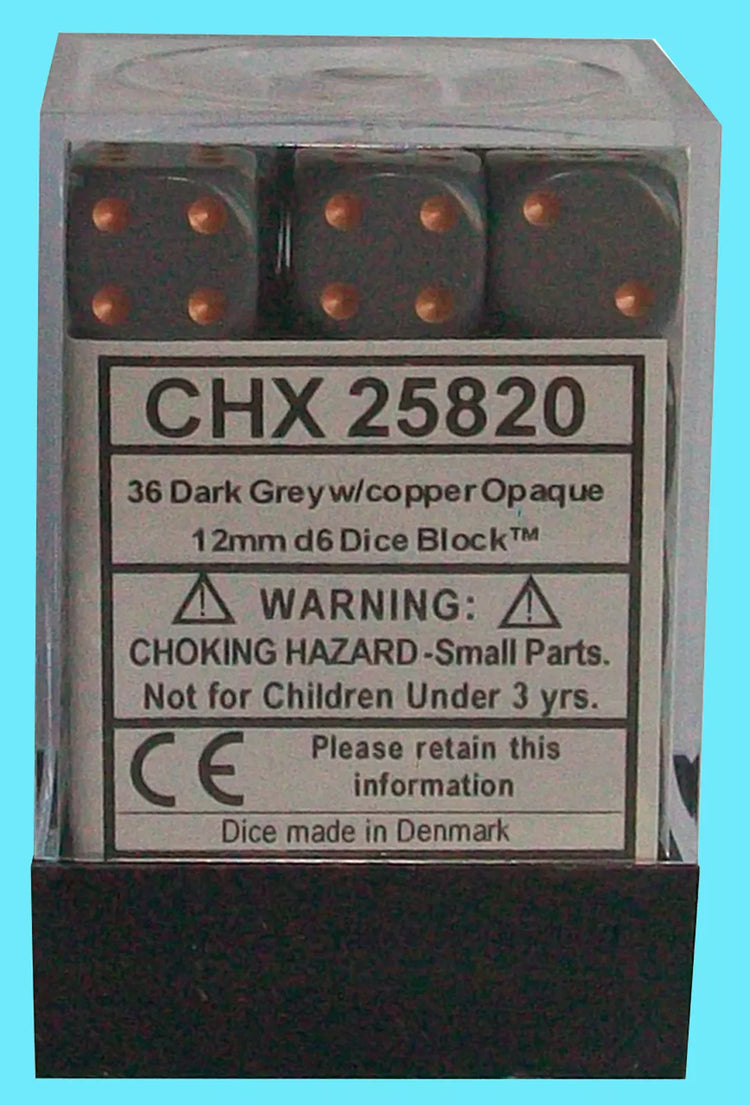 CHX 25820
36 Dark Grey w/copper Opaque
12mm d6 Dice Block™
WARNING:
CHOKING HAZARD -Small Parts.
Not for Children Under 3 yrs.
CE Please retain this
information
Dice made in Denmark